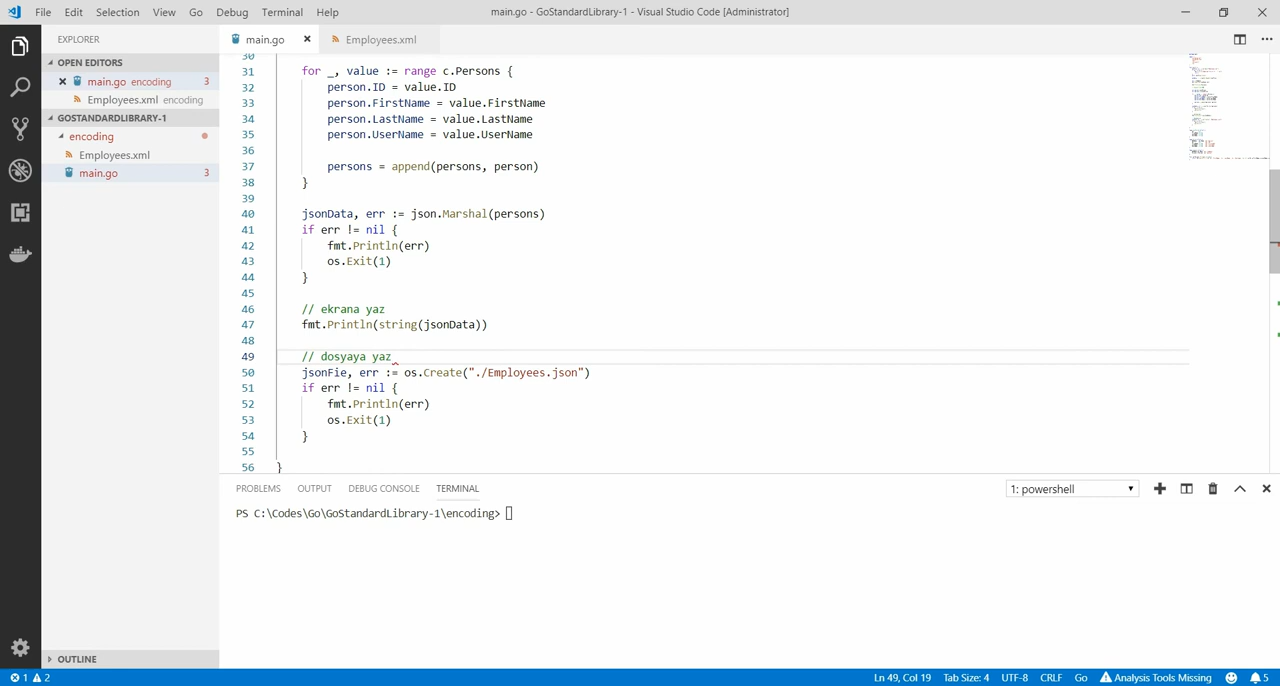 File Edit Selection View Go Debug Terminal Help main.go - GoStandardLibrary-1 - Visual Studio Code [Administrator]
EXPLORER
OPEN EDITORS
main.go encoding 3
Employees.xml encoding
GOSTANDARDLIBRARY-1
encoding
Employees.xml
main.go 3
OUTLINE
main.go Employees.xml
30
31 for _, value := range c.Persons {
32 person.ID = value.ID
33 person.FirstName = value.FirstName
34 person.LastName = value.LastName
35 person.UserName = value.UserName
36
37 persons = append(persons, person)
38 }
39
40 jsonData, err := json.Marshal(persons)
41 if err != nil {
42 fmt.Println(err)
43 os.Exit(1)
44 }
45
46 // ekrana yaz
47 fmt.Println(string(jsonData))
48
49 // dosyaya yaz
50 jsonFie, err := os.Create("./Employees.json")
51 if err != nil {
52 fmt.Println(err)
53 os.Exit(1)
54 }
55
56 }
PROBLEMS OUTPUT DEBUG CONSOLE TERMINAL 1: powershell
PS C:\Codes\Go\GoStandardLibrary-1\encoding>
1 2 Ln 49, Col 19 Tab Size: 4 UTF-8 CRLF Go Analysis Tools Missing 5